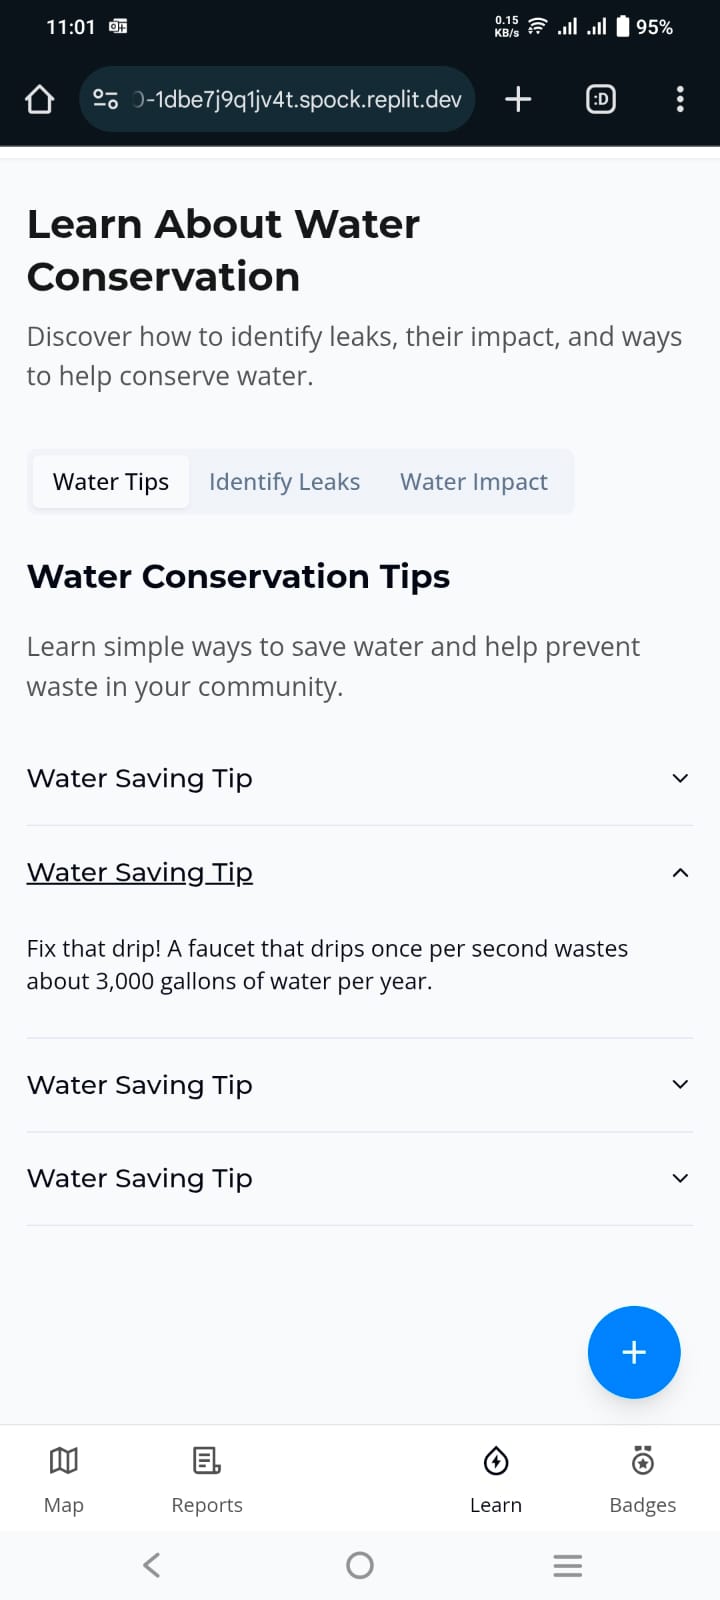 11:01
0.15
KB/s
95%
0-1dbe7j9q1jv4t.spock.replit.dev
:D
Learn About Water
Conservation
Discover how to identify leaks, their impact, and ways
to help conserve water.
Water Tips Identify Leaks Water Impact
Water Conservation Tips
Learn simple ways to save water and help prevent
waste in your community.
Water Saving Tip
Water Saving Tip
Fix that drip! A faucet that drips once per second wastes
about 3,000 gallons of water per year.
Water Saving Tip
Water Saving Tip
Map Reports Learn Badges